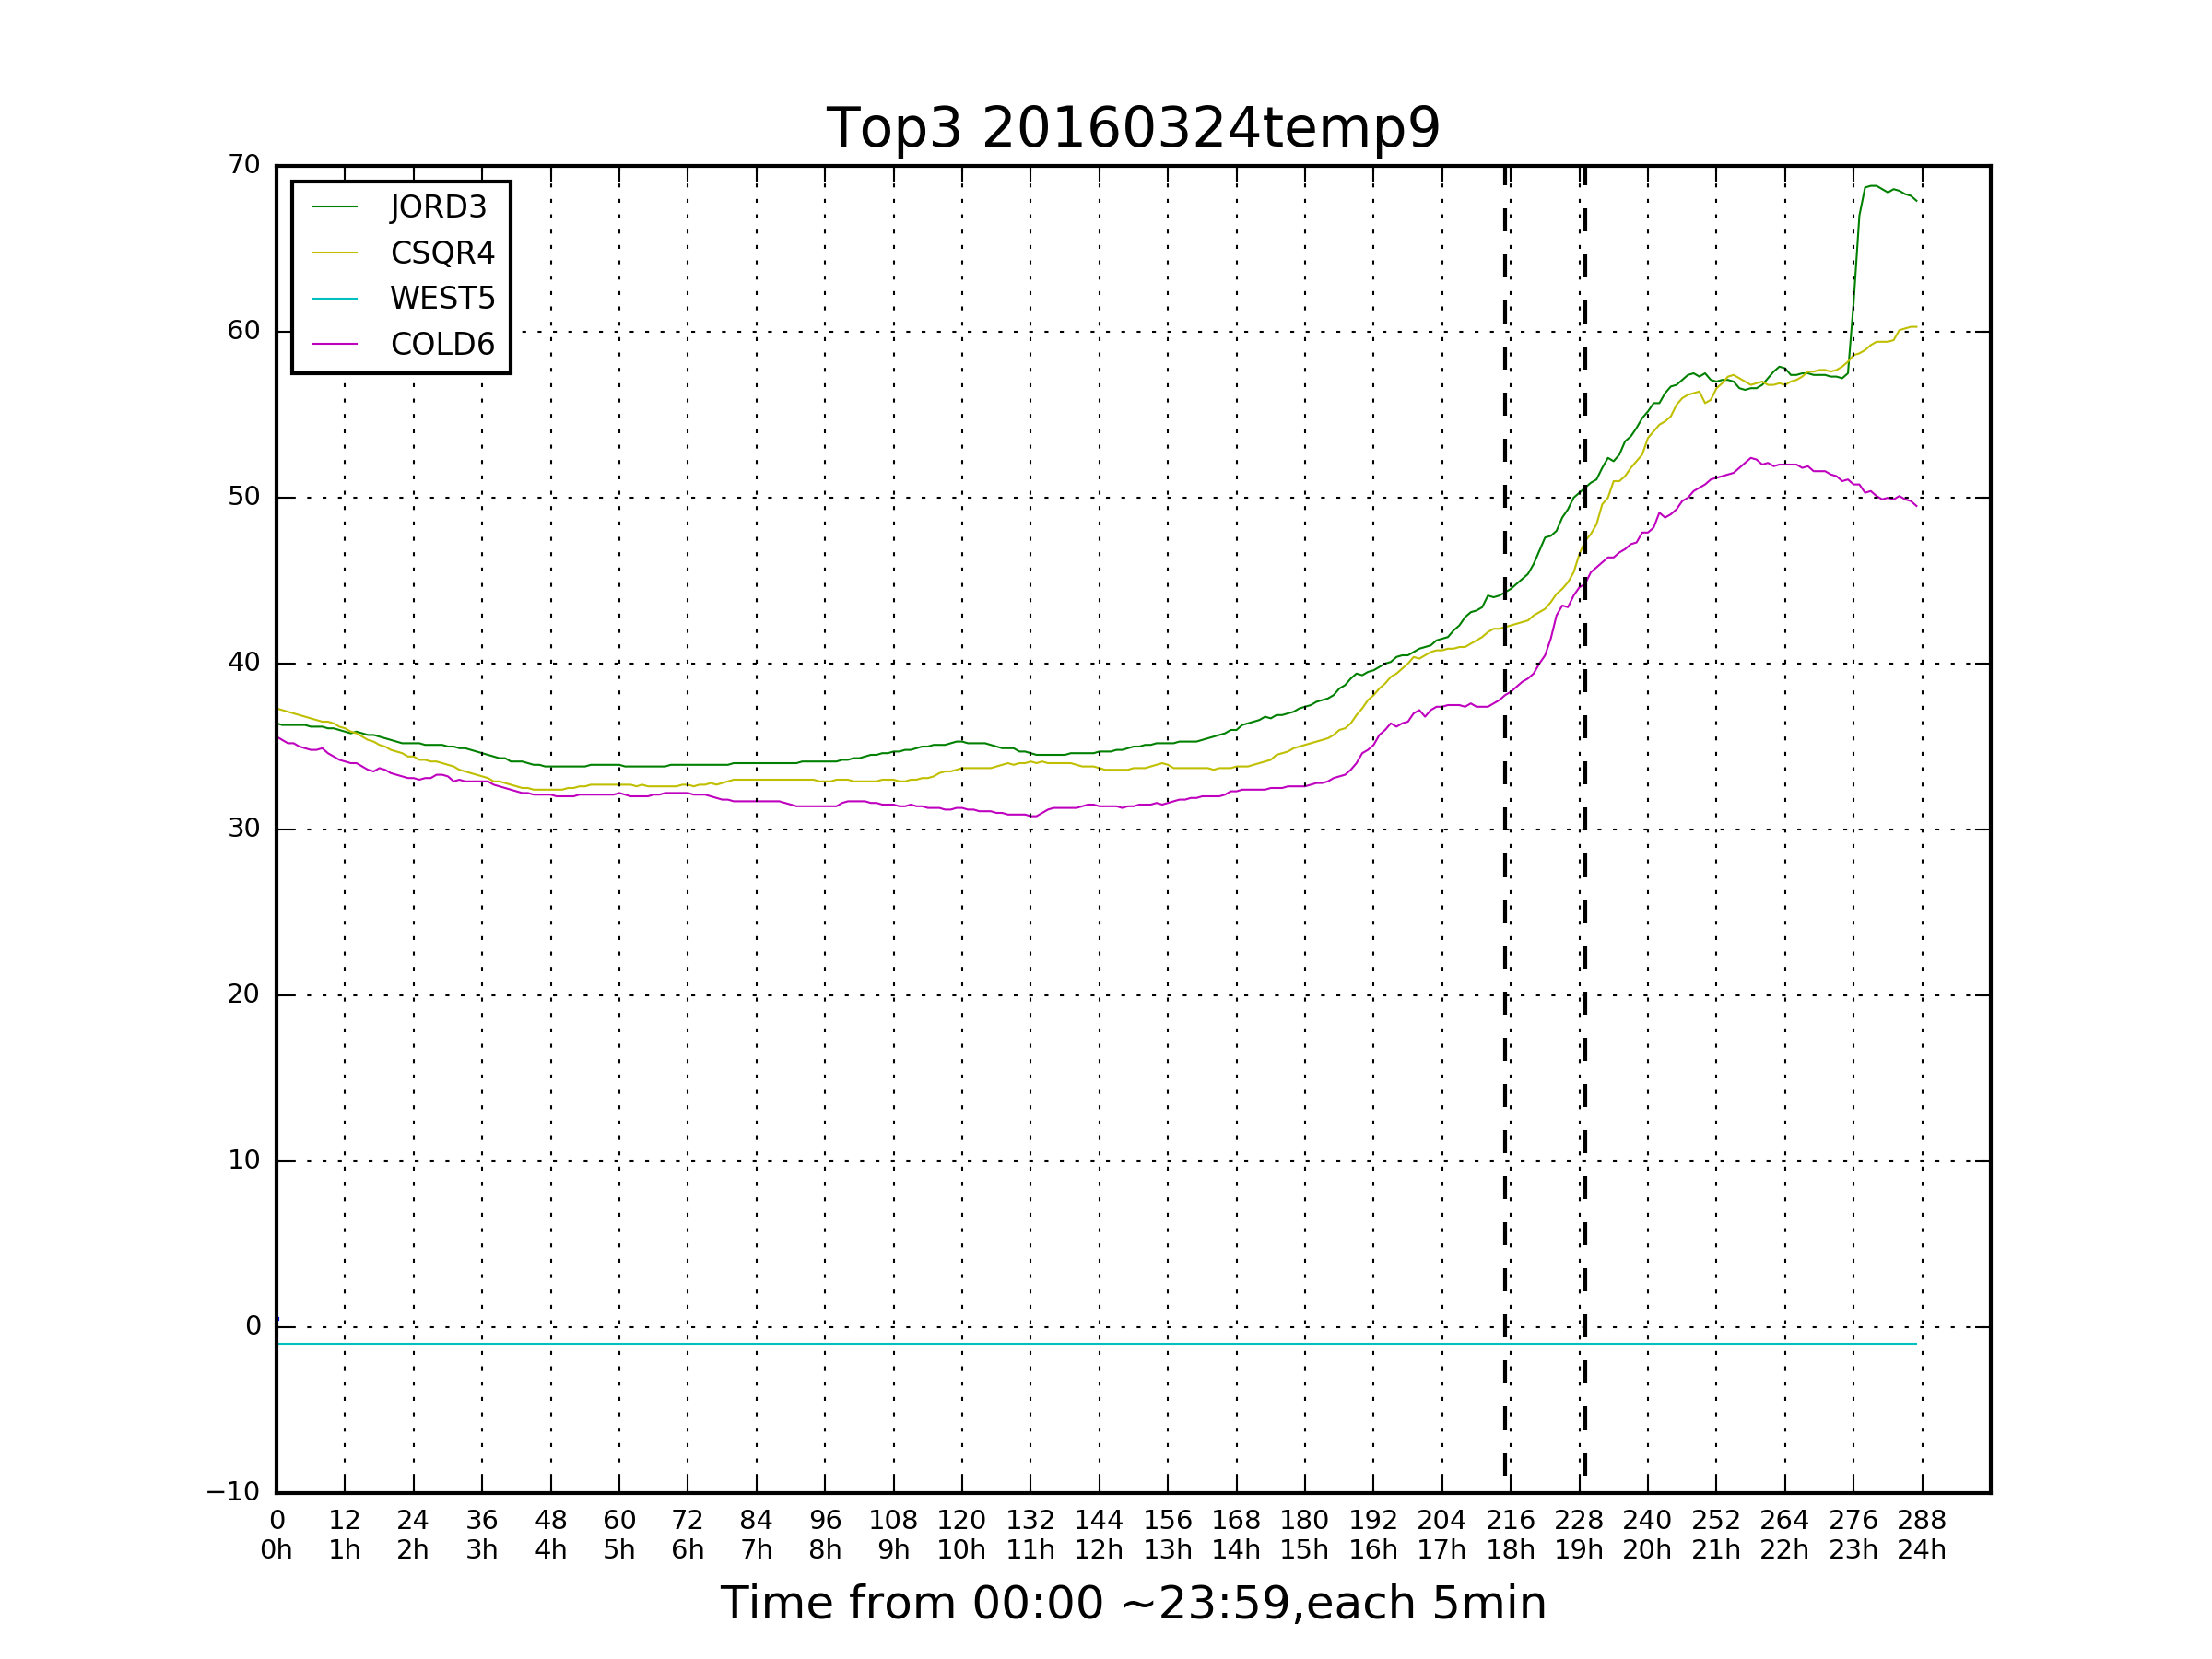 Top3 20160324temp9
70
60
50
40
30
20
10
0
−10
JORD3
CSQR4
WEST5
COLD6
0 12 24 36 48 60 72 84 96 108 120 132 144 156 168 180 192 204 216 228 240 252 264 276 288
0h 1h 2h 3h 4h 5h 6h 7h 8h 9h 10h 11h 12h 13h 14h 15h 16h 17h 18h 19h 20h 21h 22h 23h 24h
Time from 00:00 ~23:59,each 5min